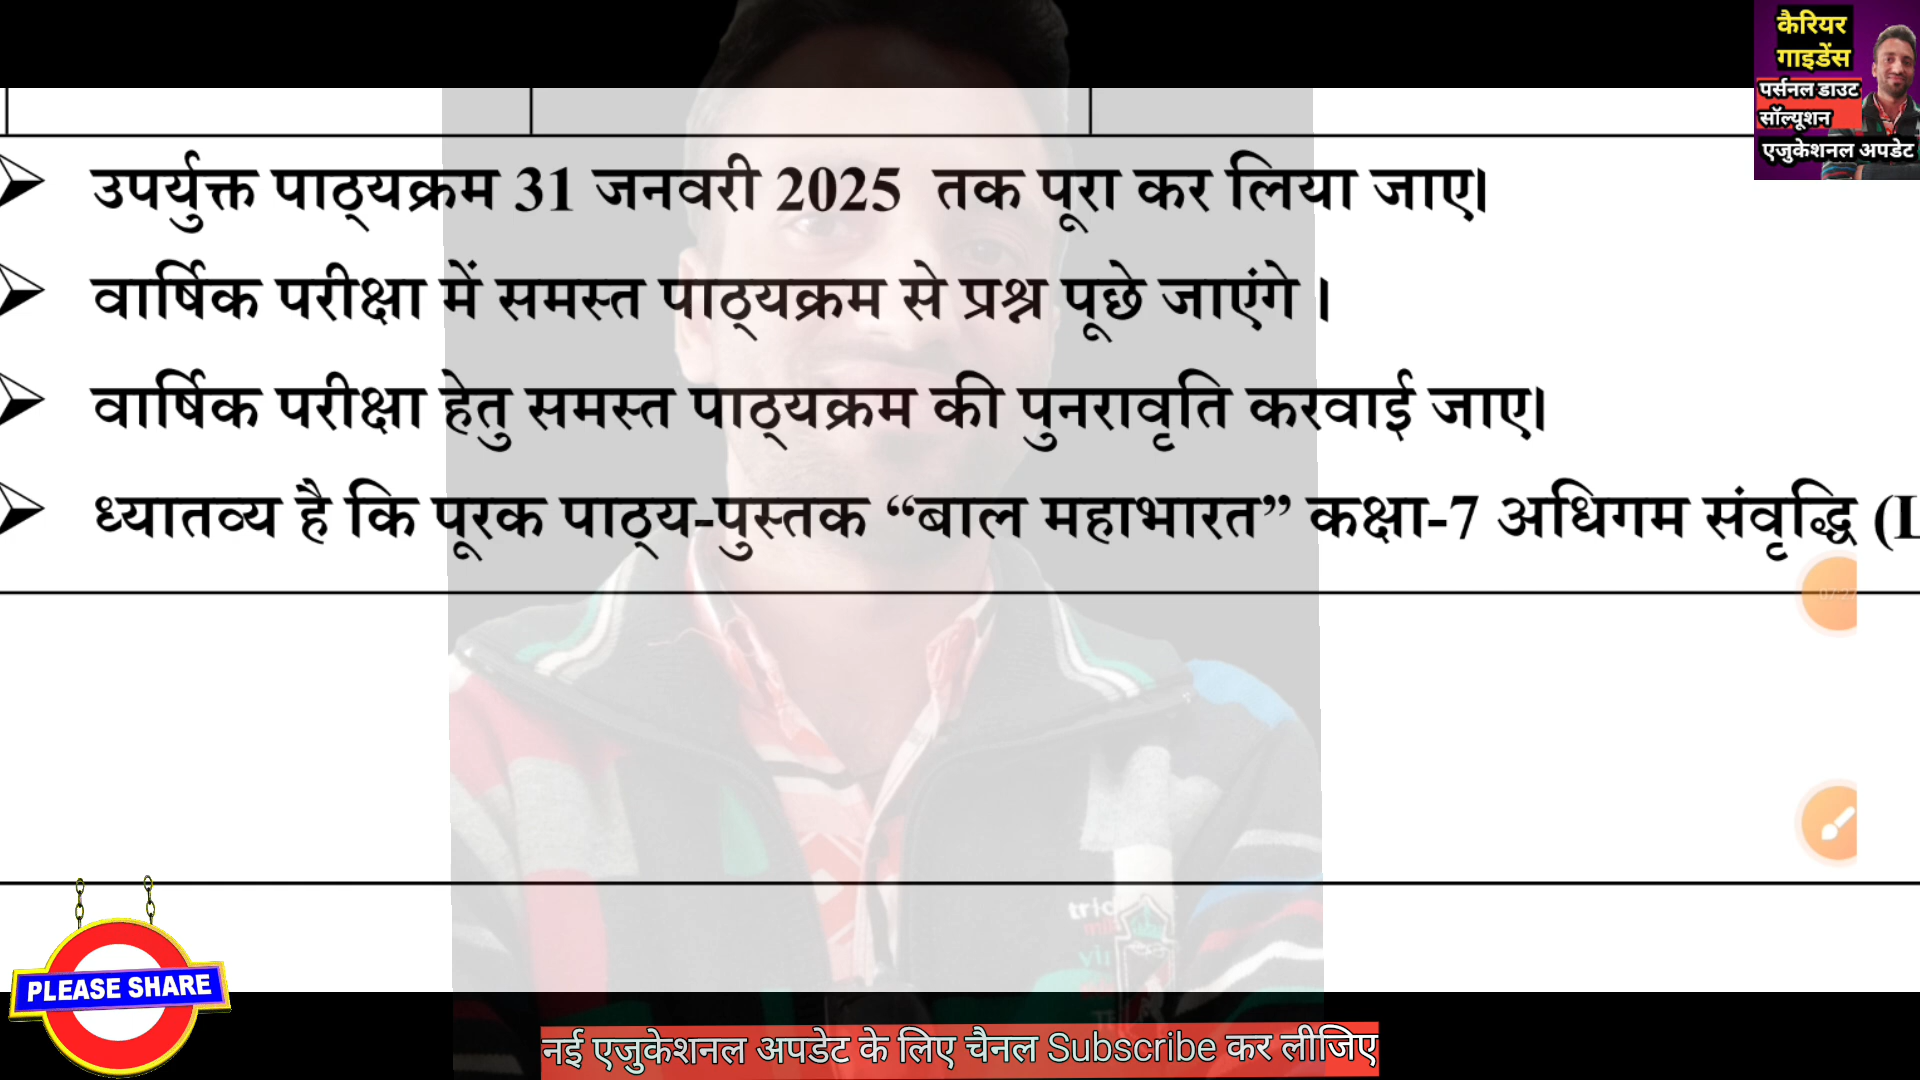 कैरियर
गाइडेंस
पर्सनल डाउट
सॉल्यूशन
एजुकेशनल अपडेट
उपर्युक्त पाठ्यक्रम 31 जनवरी 2025 तक पूरा कर लिया जाए।
वार्षिक परीक्षा में समस्त पाठ्यक्रम से प्रश्न पूछे जाएंगे ।
वार्षिक परीक्षा हेतु समस्त पाठ्यक्रम की पुनरावृति करवाई जाए।
ध्यातव्य है कि पूरक पाठ्य-पुस्तक “बाल महाभारत” कक्षा-7 अधिगम संवृद्धि (L
PLEASE SHARE
नई एजुकेशनल अपडेट के लिए चैनल Subscribe कर लीजिए